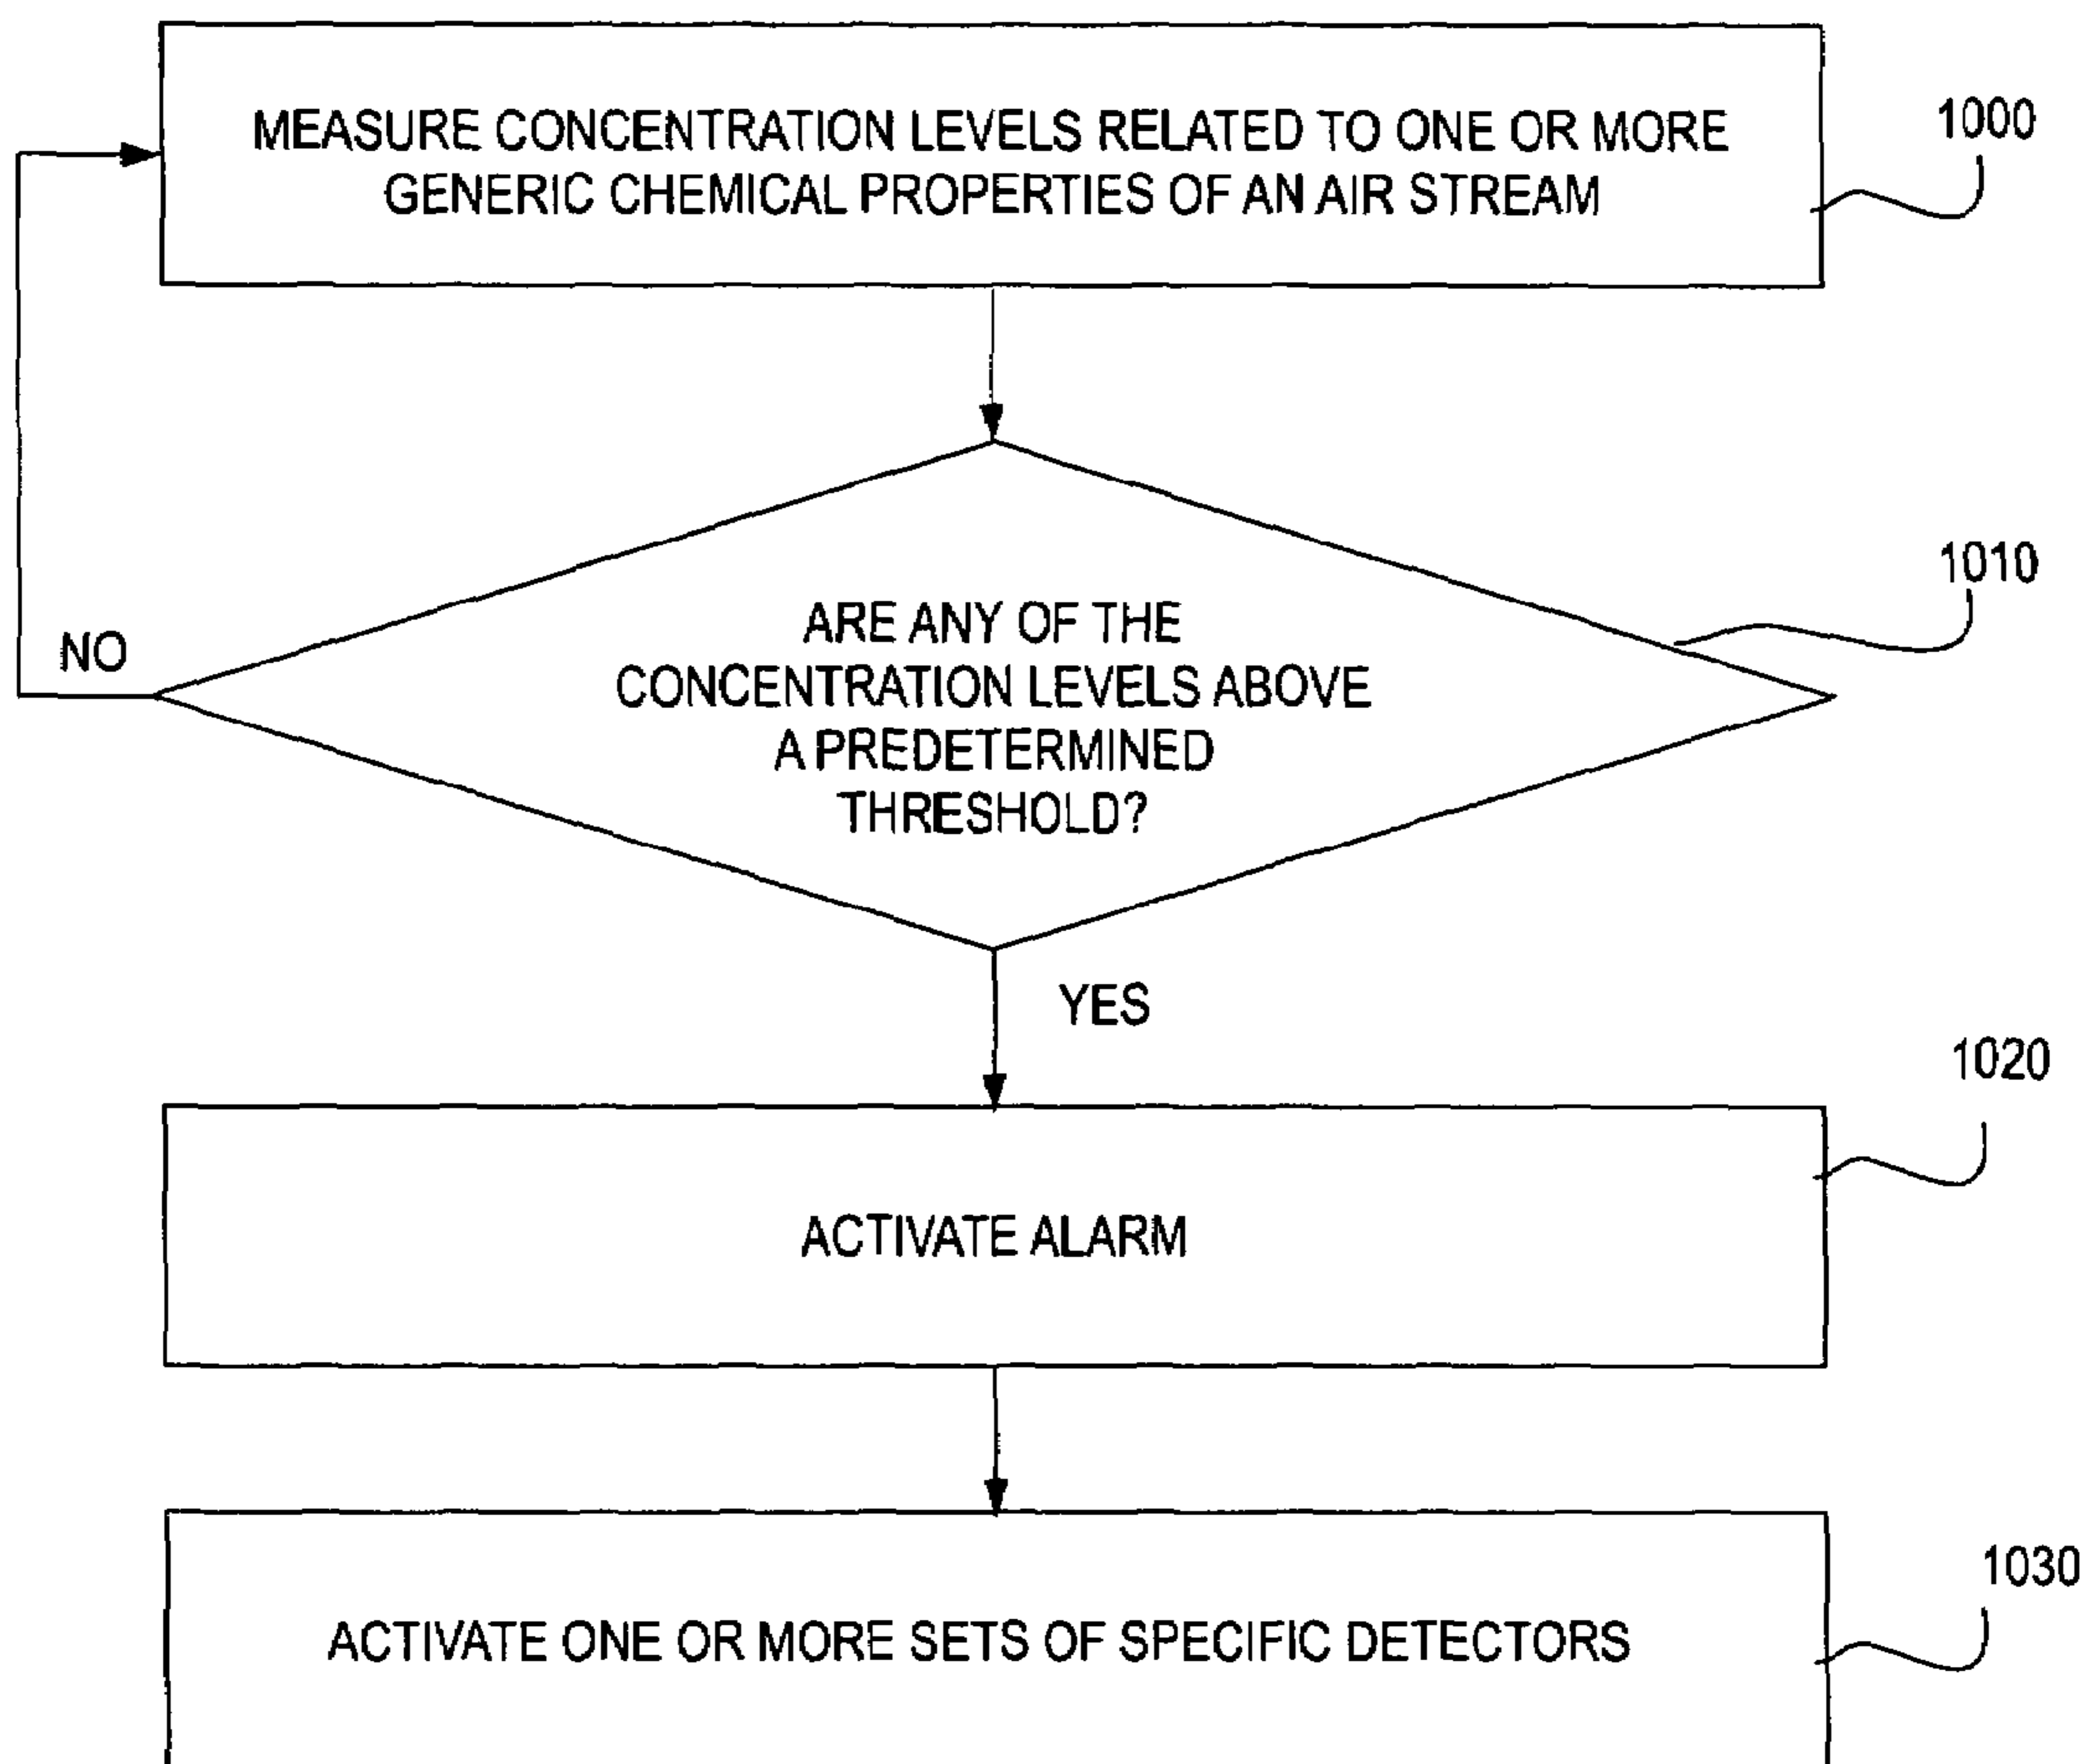 MEASURE CONCENTRATION LEVELS RELATED TO ONE OR MORE
GENERIC CHEMICAL PROPERTIES OF AN AIR STREAM
1000
ARE ANY OF THE
CONCENTRATION LEVELS ABOVE
A PREDETERMINED
THRESHOLD?
1010
NO
YES
1020
ACTIVATE ALARM
1030
ACTIVATE ONE OR MORE SETS OF SPECIFIC DETECTORS